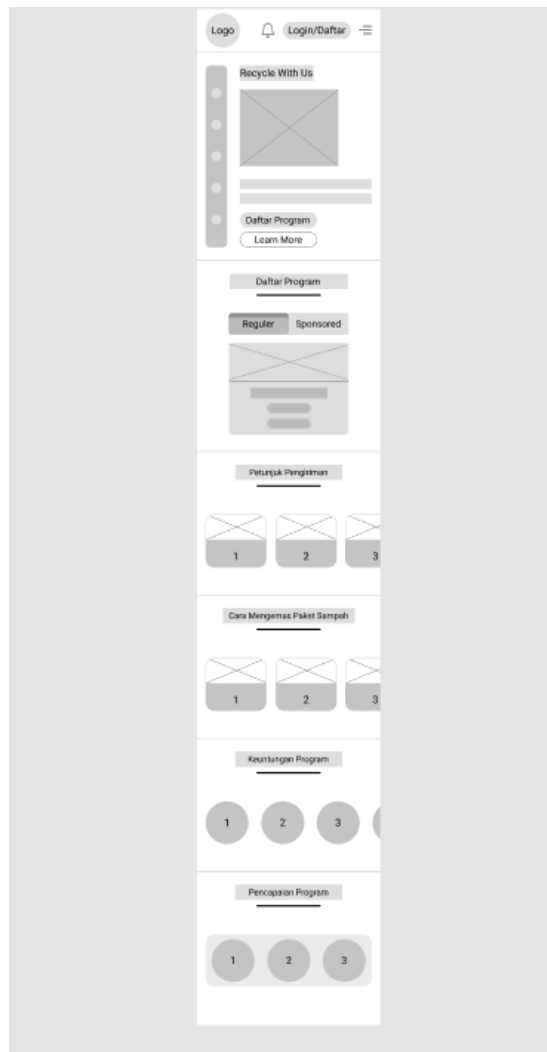 Logo
Login/Daftar
Recycle With Us
Daftar Program
Learn More
Daftar Program
Reguler Sponsored
Petunjuk Pengiriman
1 2 3
Cara Mengemas Paket Sampah
1 2 3
Keuntungan Program
1 2 3
Pencapaian Program
1 2 3